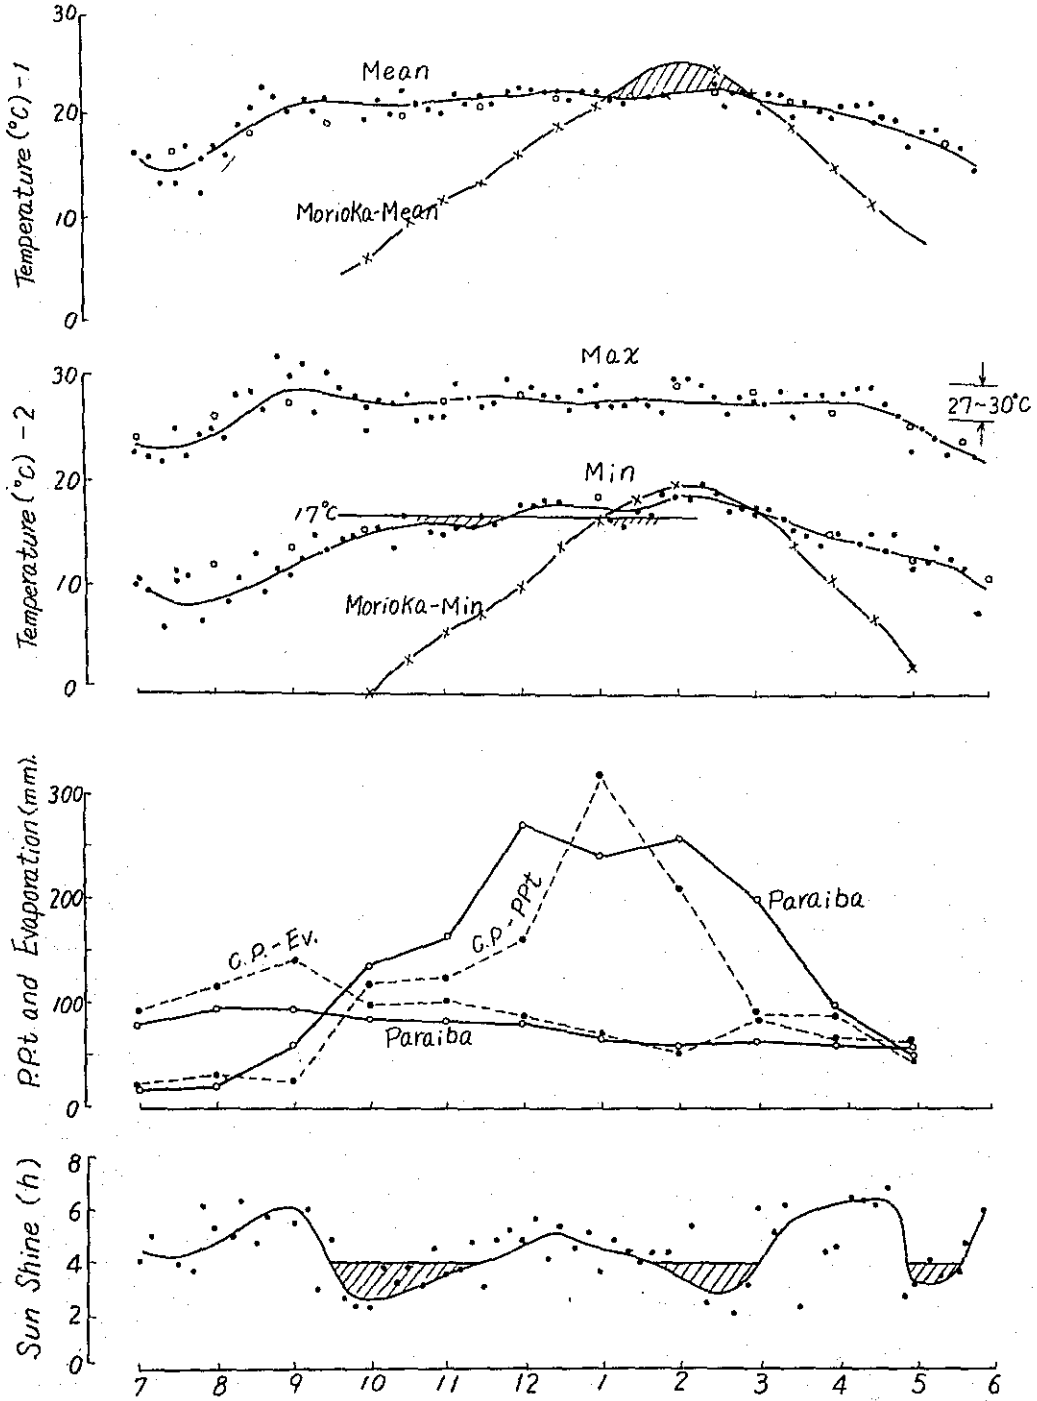 30
20
10
0
Temperature (°C)-1
Mean
Morioka-Mean
30
20
10
0
Temperature (°C)-2
Max
27~30°C
Min
17°C
Morioka-Min
300
200
100
0
P.Pt and Evaporation (mm).
C.P.-Ev.
C.P-PPt
Paraiba
Paraiba
8
6
4
2
0
Sun Shine (h)
7 8 9 10 11 12 1 2 3 4 5 6